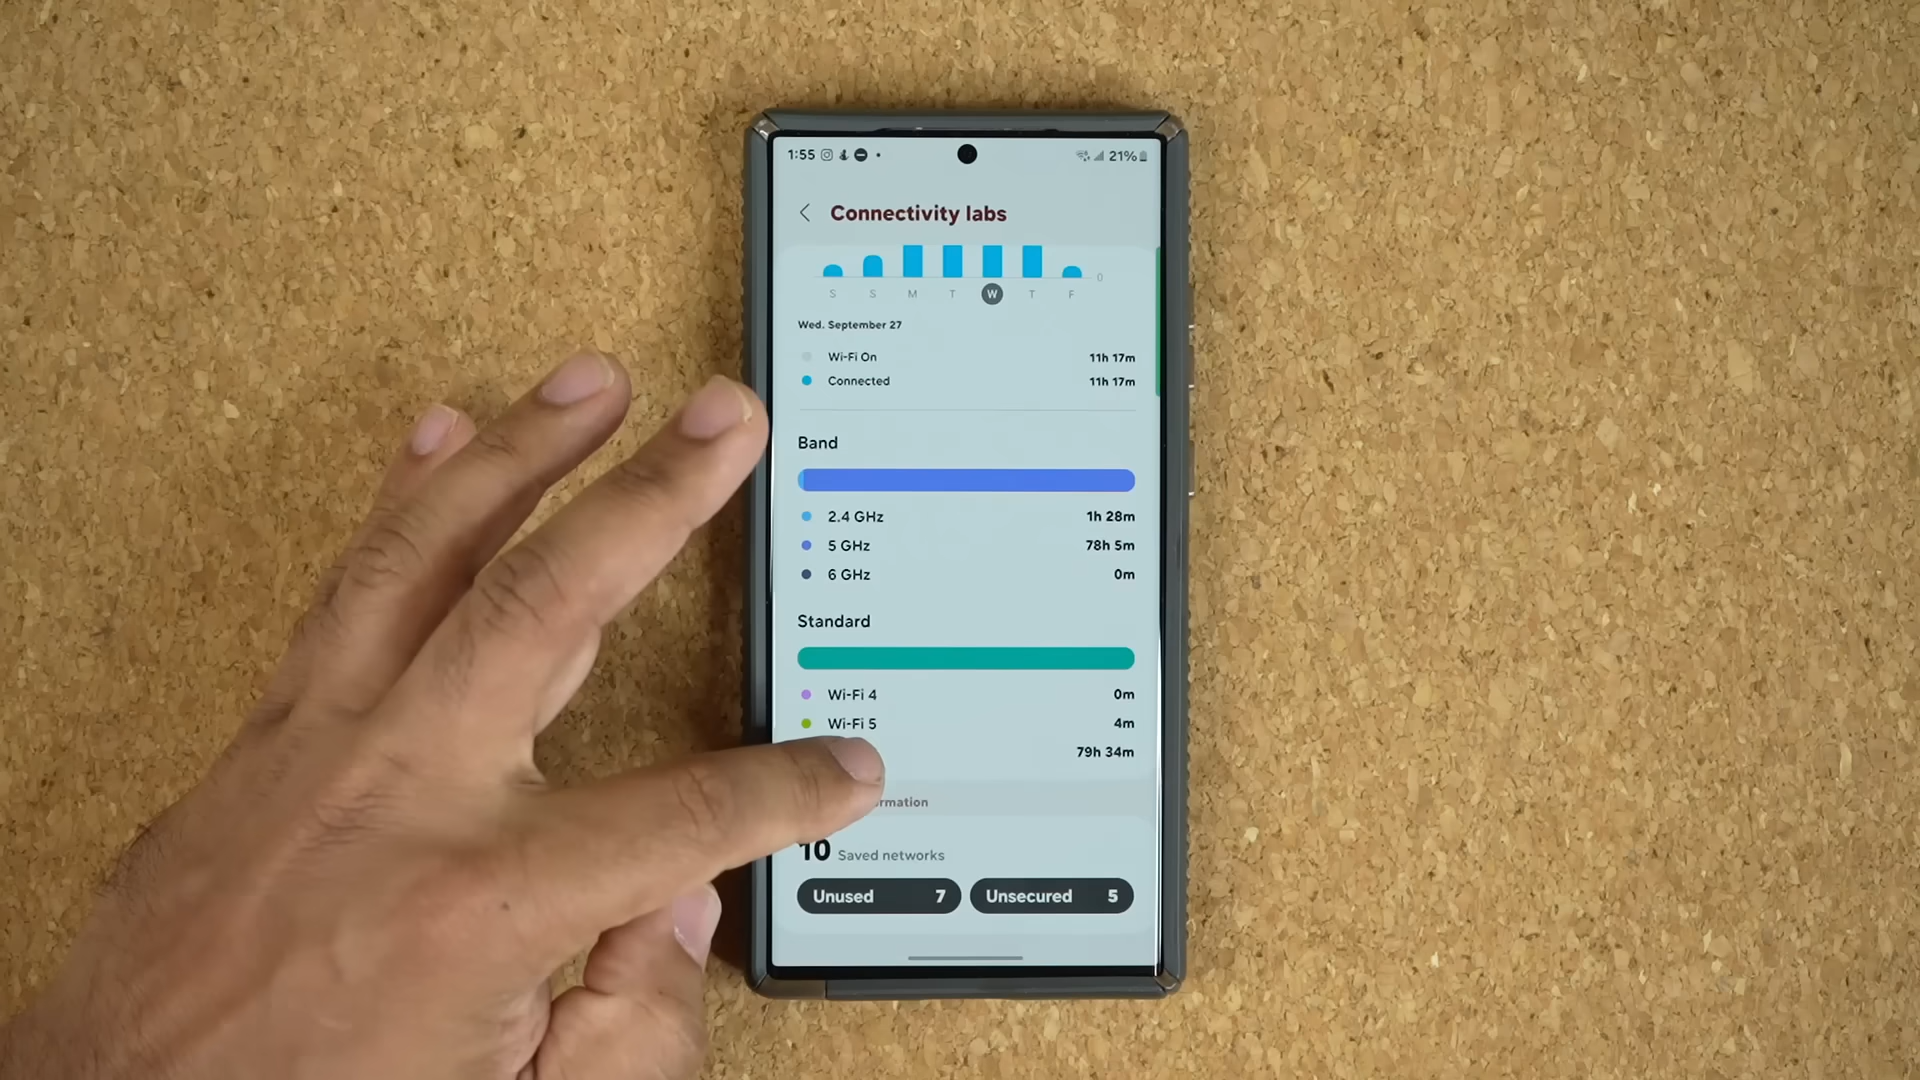 1:55 21%
Connectivity labs
0
S S M T W T F
Wed. September 27
Wi-Fi On 11h 17m
Connected 11h 17m
Band
2.4 GHz 1h 28m
5 GHz 78h 5m
6 GHz 0m
Standard
Wi-Fi 4 0m
Wi-Fi 5 4m
79h 34m
10 Saved networks
Unused 7 Unsecured 5